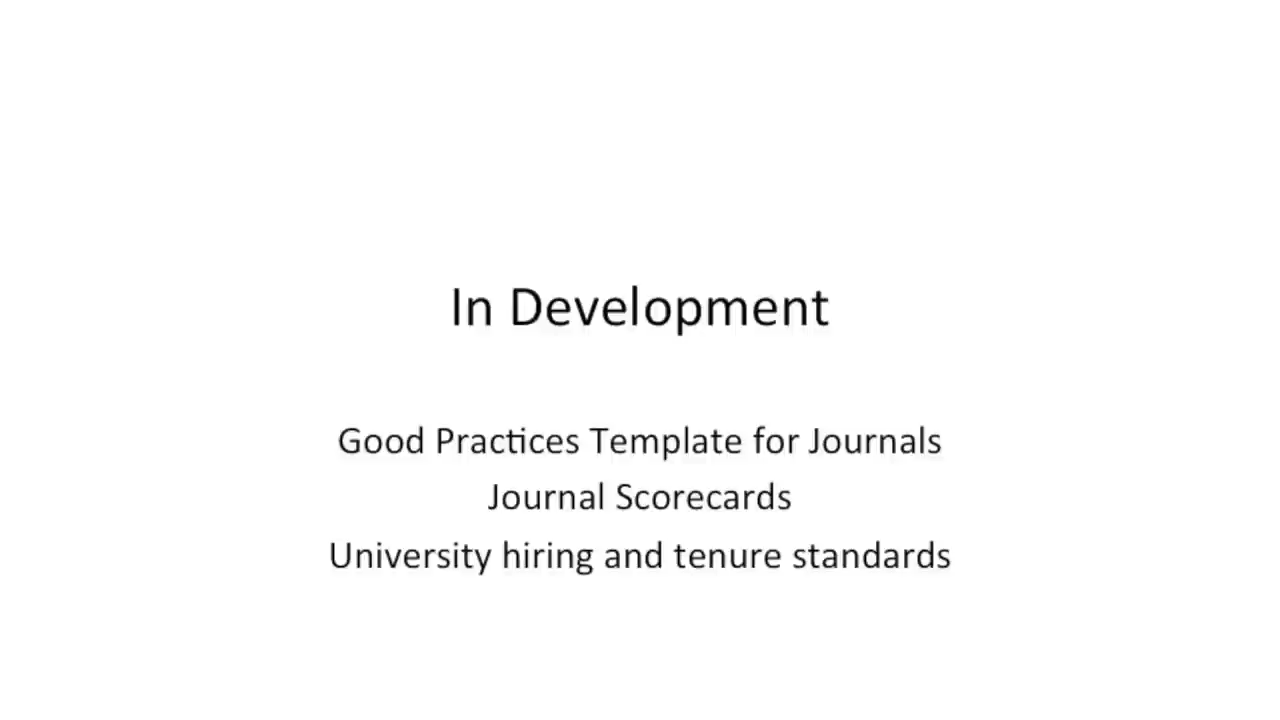 In Development
Good Practices Template for Journals
Journal Scorecards
University hiring and tenure standards